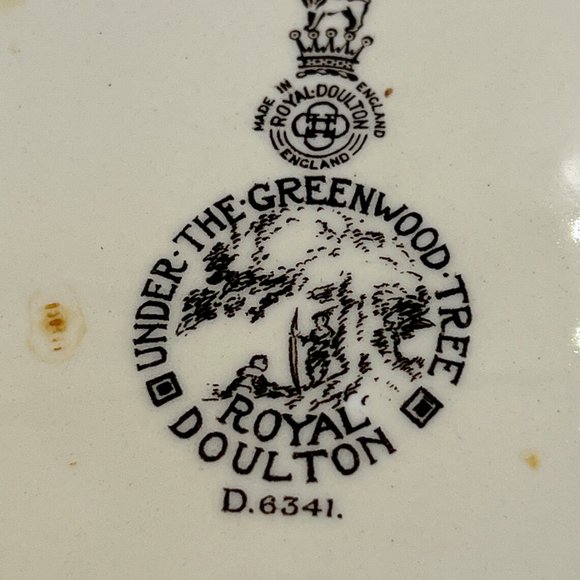 MADE IN ENGLAND
ROYAL·DOULTON
ENGLAND
UNDER·THE·GREENWOOD·TREE
ROYAL
DOULTON
D.6341.